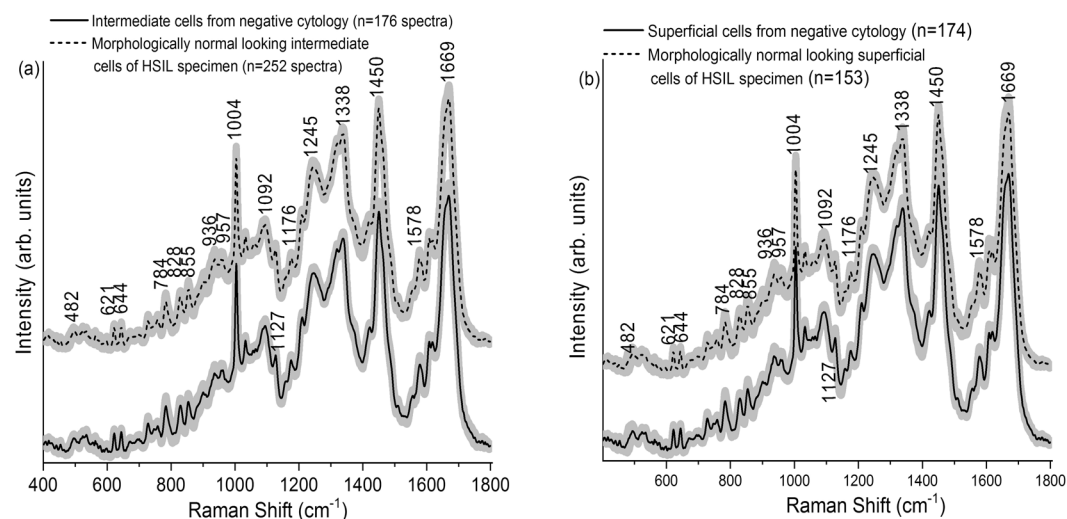 Intermediate cells from negative cytology (n=176 spectra)
Morphologically normal looking intermediate
cells of HSIL specimen (n=252 spectra)
(a)
Intensity (arb. units)
482
621
644
784
828
855
936
957
1004
1092
1127
1176
1245
1338
1450
1578
1669
400 600 800 1000 1200 1400 1600 1800
Raman Shift (cm⁻¹)
Superficial cells from negative cytology (n=174)
Morphologically normal looking superficial
cells of HSIL specimen (n=153)
(b)
Intensity (arb. units)
482
621
644
784
828
855
936
957
1004
1092
1127
1176
1245
1338
1450
1578
1669
600 800 1000 1200 1400 1600 1800
Raman Shift (cm⁻¹)